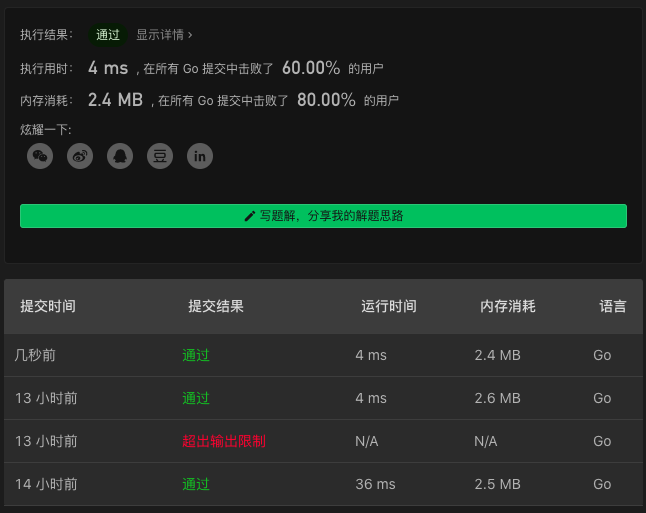 执行结果： 通过 显示详情 ›
执行用时： 4 ms , 在所有 Go 提交中击败了 60.00% 的用户
内存消耗： 2.4 MB , 在所有 Go 提交中击败了 80.00% 的用户
炫耀一下:
豆 in
写题解，分享我的解题思路
提交时间 提交结果 运行时间 内存消耗 语言
几秒前 通过 4 ms 2.4 MB Go
13 小时前 通过 4 ms 2.6 MB Go
13 小时前 超出输出限制 N/A N/A Go
14 小时前 通过 36 ms 2.5 MB Go